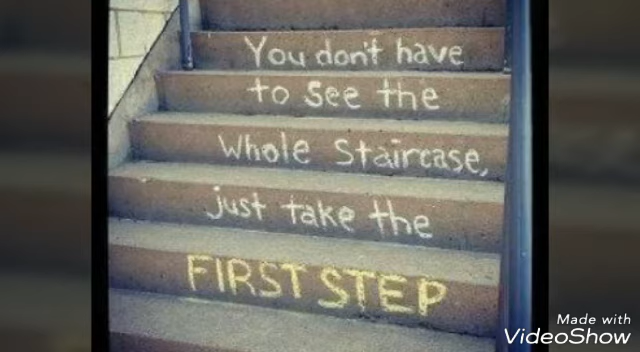 You don't have
to see the
Whole Staircase,
just take the
FIRST STEP
Made with
VideoShow